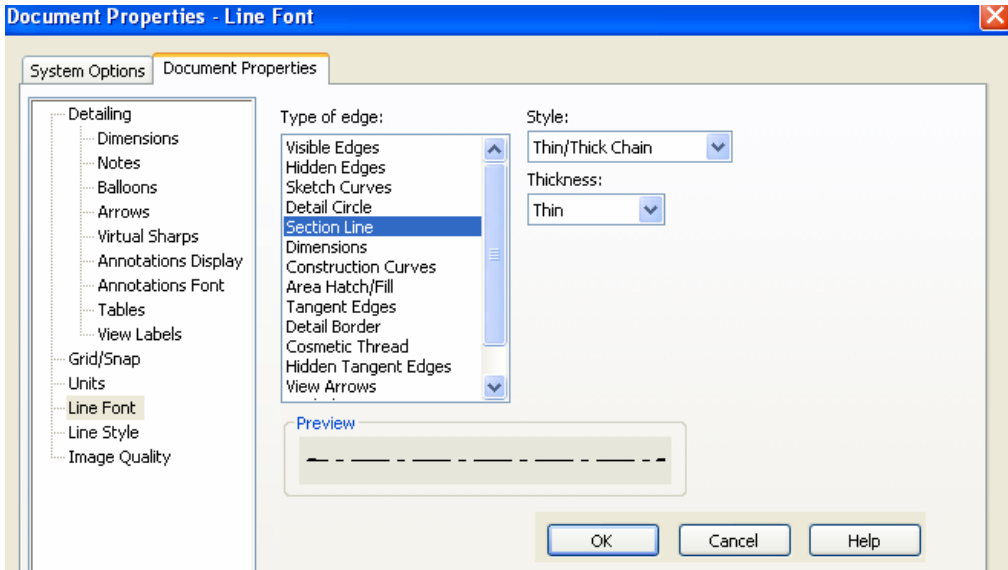 Document Properties - Line Font
System Options
Document Properties
Detailing
Dimensions
Notes
Balloons
Arrows
Virtual Sharps
Annotations Display
Annotations Font
Tables
View Labels
Grid/Snap
Units
Line Font
Line Style
Image Quality
Type of edge:
Visible Edges
Hidden Edges
Sketch Curves
Detail Circle
Section Line
Dimensions
Construction Curves
Area Hatch/Fill
Tangent Edges
Detail Border
Cosmetic Thread
Hidden Tangent Edges
View Arrows
Style:
Thin/Thick Chain
Thickness:
Thin
Preview
OK
Cancel
Help